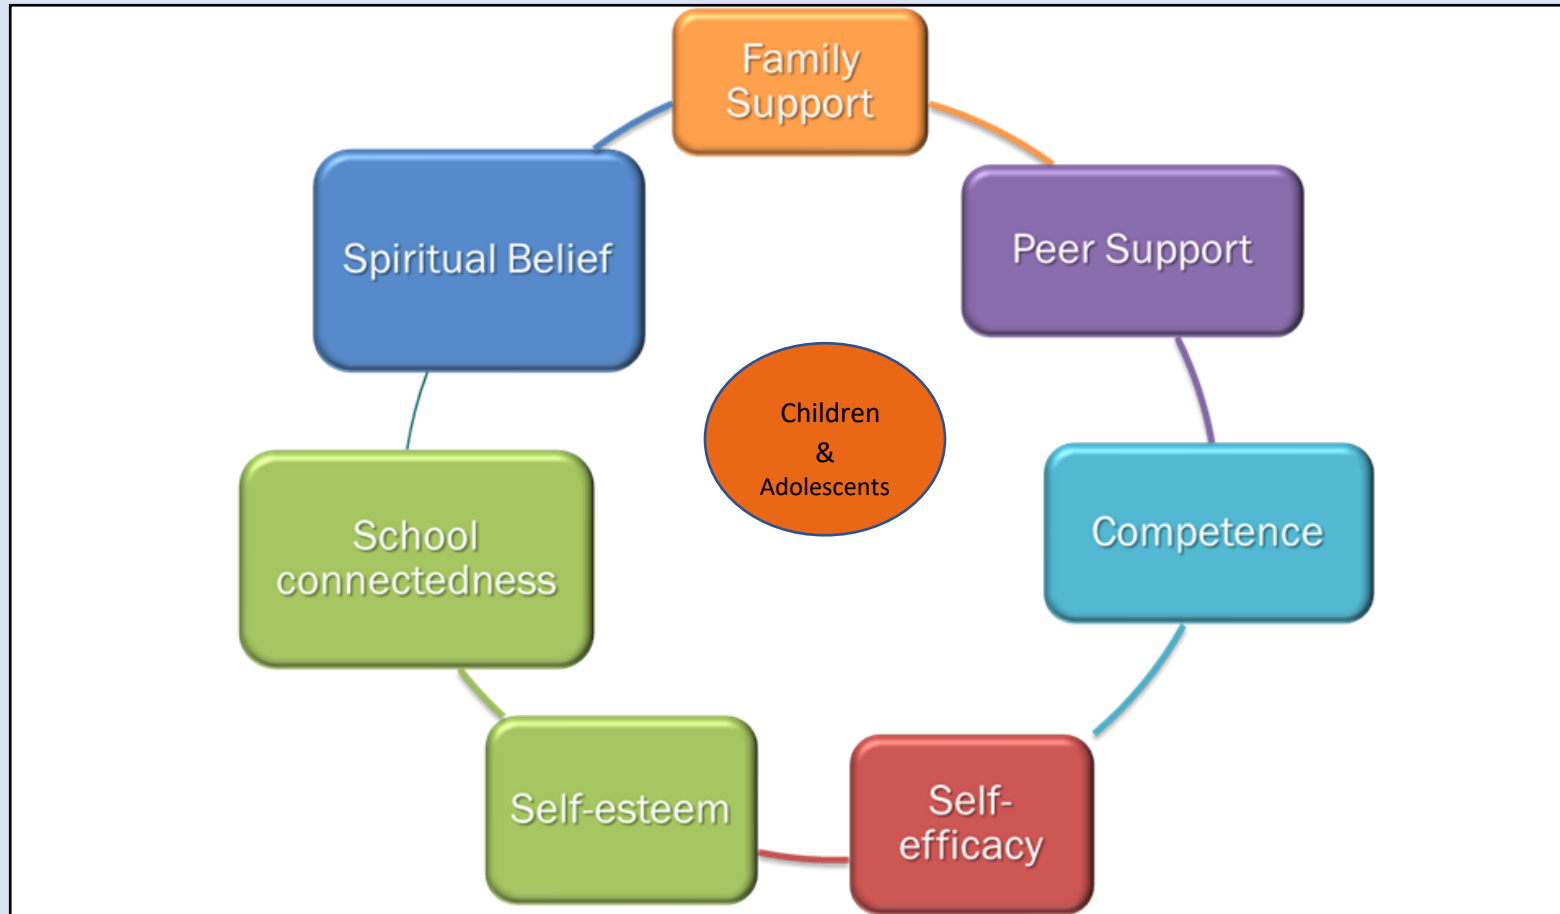 Family
Support
Spiritual Belief
Peer Support
Children
&
Adolescents
School
connectedness
Competence
Self-esteem
Self-
efficacy